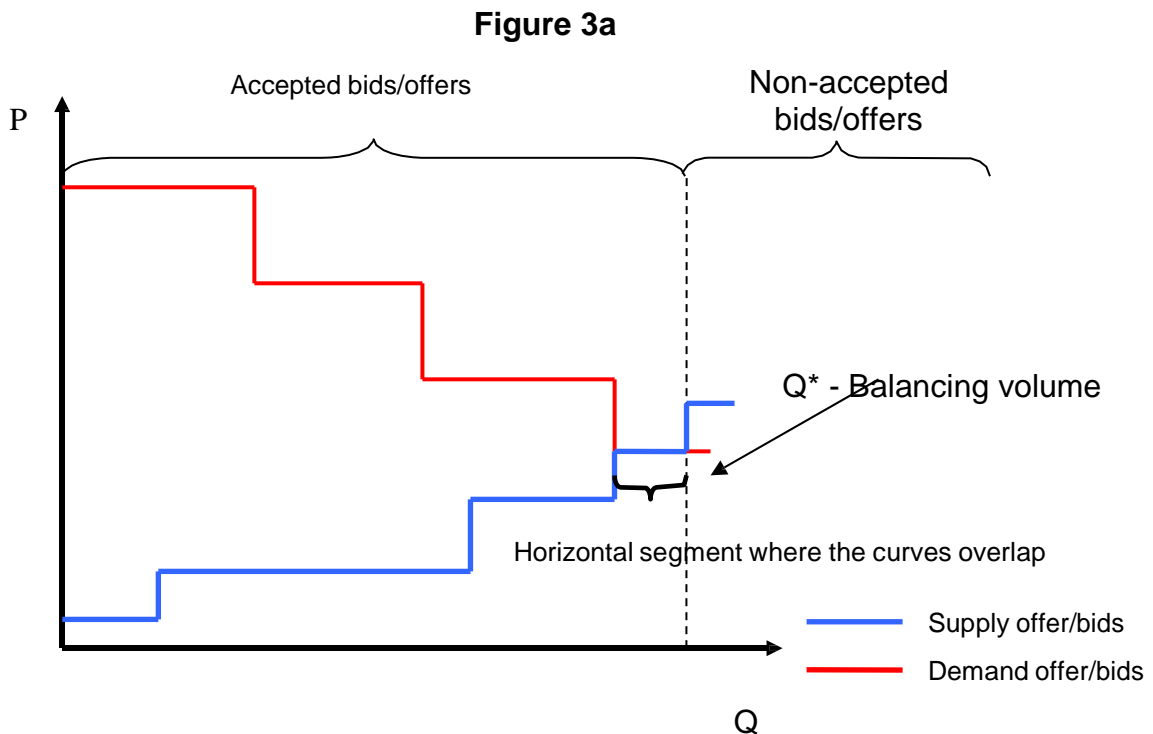 Figure 3a
Accepted bids/offers
Non-accepted
bids/offers
P
Q* - Balancing volume
Horizontal segment where the curves overlap
Supply offer/bids
Demand offer/bids
Q